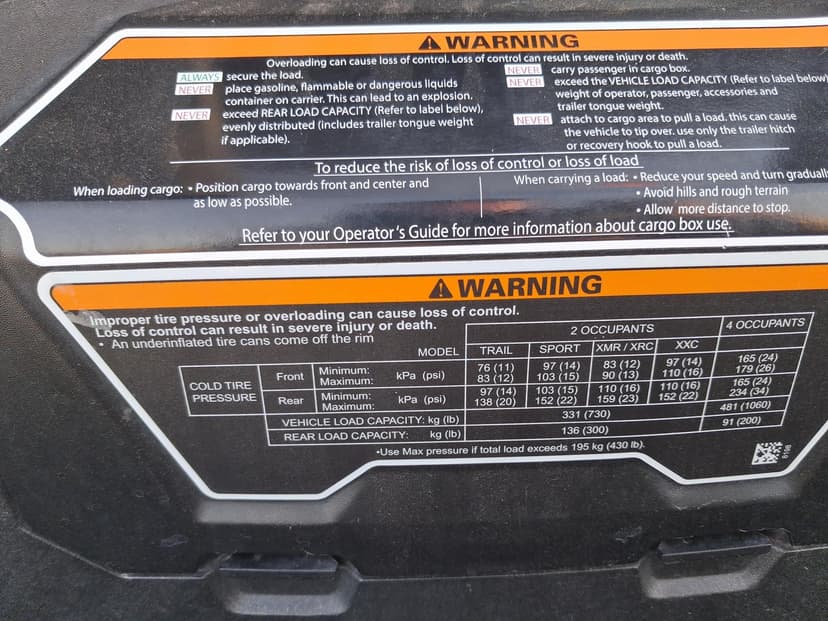 WARNING
Overloading can cause loss of control. Loss of control can result in severe injury or death.
ALWAYS secure the load.
NEVER place gasoline, flammable or dangerous liquids
container on carrier. This can lead to an explosion.
NEVER exceed REAR LOAD CAPACITY (Refer to label below),
evenly distributed (includes trailer tongue weight
if applicable).
NEVER carry passenger in cargo box.
NEVER exceed the VEHICLE LOAD CAPACITY (Refer to label below)
weight of operator, passenger, accessories and
trailer tongue weight.
NEVER attach to cargo area to pull a load. this can cause
the vehicle to tip over. use only the trailer hitch
or recovery hook to pull a load.
To reduce the risk of loss of control or loss of load
When loading cargo: • Position cargo towards front and center and
as low as possible.
When carrying a load: • Reduce your speed and turn gradually
• Avoid hills and rough terrain
• Allow more distance to stop.
Refer to your Operator's Guide for more information about cargo box use.
WARNING
Improper tire pressure or overloading can cause loss of control.
Loss of control can result in severe injury or death.
• An underinflated tire cans come off the rim
2 OCCUPANTS 4 OCCUPANTS
MODEL TRAIL SPORT XMR / XRC XXC
COLD TIRE PRESSURE Front Minimum: kPa (psi) 76 (11) 97 (14) 83 (12) 97 (14) 165 (24)
Maximum: 83 (12) 103 (15) 90 (13) 110 (16) 179 (26)
Rear Minimum: kPa (psi) 97 (14) 103 (15) 110 (16) 110 (16) 165 (24)
Maximum: 138 (20) 152 (22) 159 (23) 152 (22) 234 (34)
VEHICLE LOAD CAPACITY: kg (lb) 331 (730) 481 (1060)
REAR LOAD CAPACITY: kg (lb) 136 (300) 91 (200)
•Use Max pressure if total load exceeds 195 kg (430 lb).